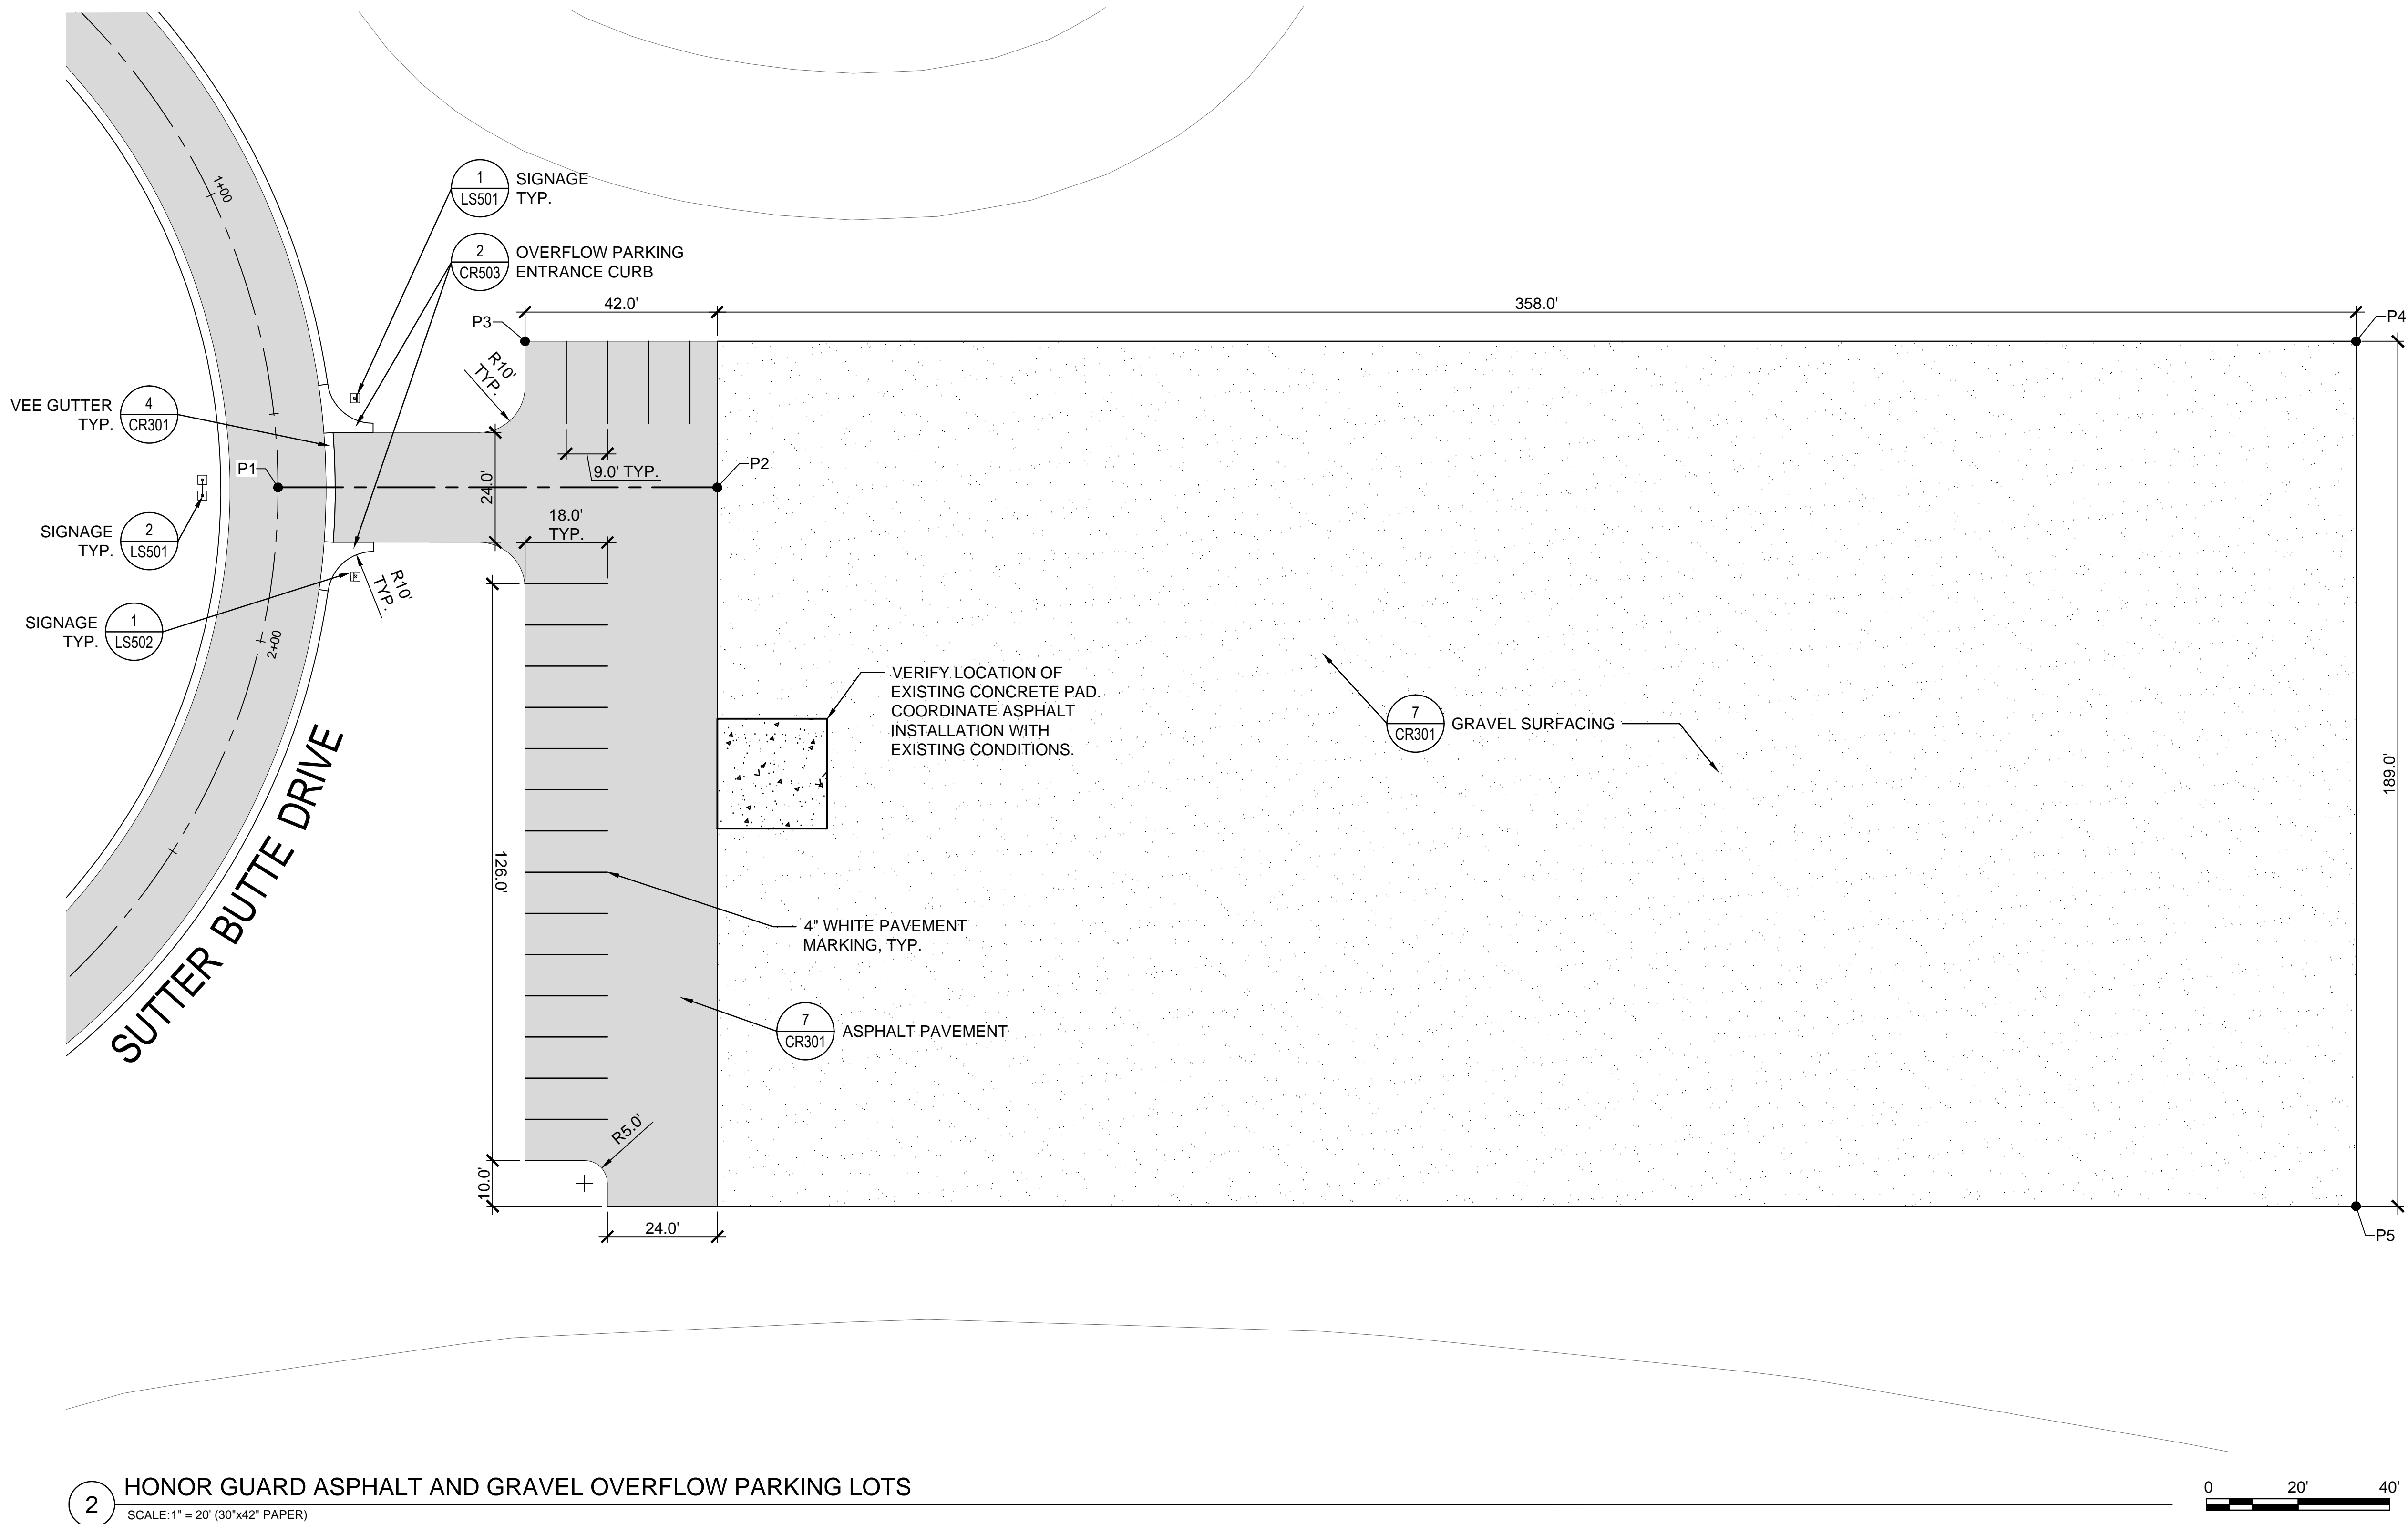 1+00
1
LS501
SIGNAGE
TYP.
2
CR503
OVERFLOW PARKING
ENTRANCE CURB
42.0'
358.0'
P3
P4
R10'
TYP.
VEE GUTTER
TYP.
4
CR301
P1
P2
9.0' TYP.
24.0'
18.0'
TYP.
SIGNAGE
TYP.
2
LS501
R10'
TYP.
SIGNAGE
TYP.
1
LS502
2+00
VERIFY LOCATION OF
EXISTING CONCRETE PAD.
COORDINATE ASPHALT
INSTALLATION WITH
EXISTING CONDITIONS.
7
CR301
GRAVEL SURFACING
189.0'
SUTTER BUTTE DRIVE
126.0'
4" WHITE PAVEMENT
MARKING, TYP.
7
CR301
ASPHALT PAVEMENT
R5.0'
10.0'
24.0'
P5
2
HONOR GUARD ASPHALT AND GRAVEL OVERFLOW PARKING LOTS
SCALE:1" = 20' (30"x42" PAPER)
0 20' 40'